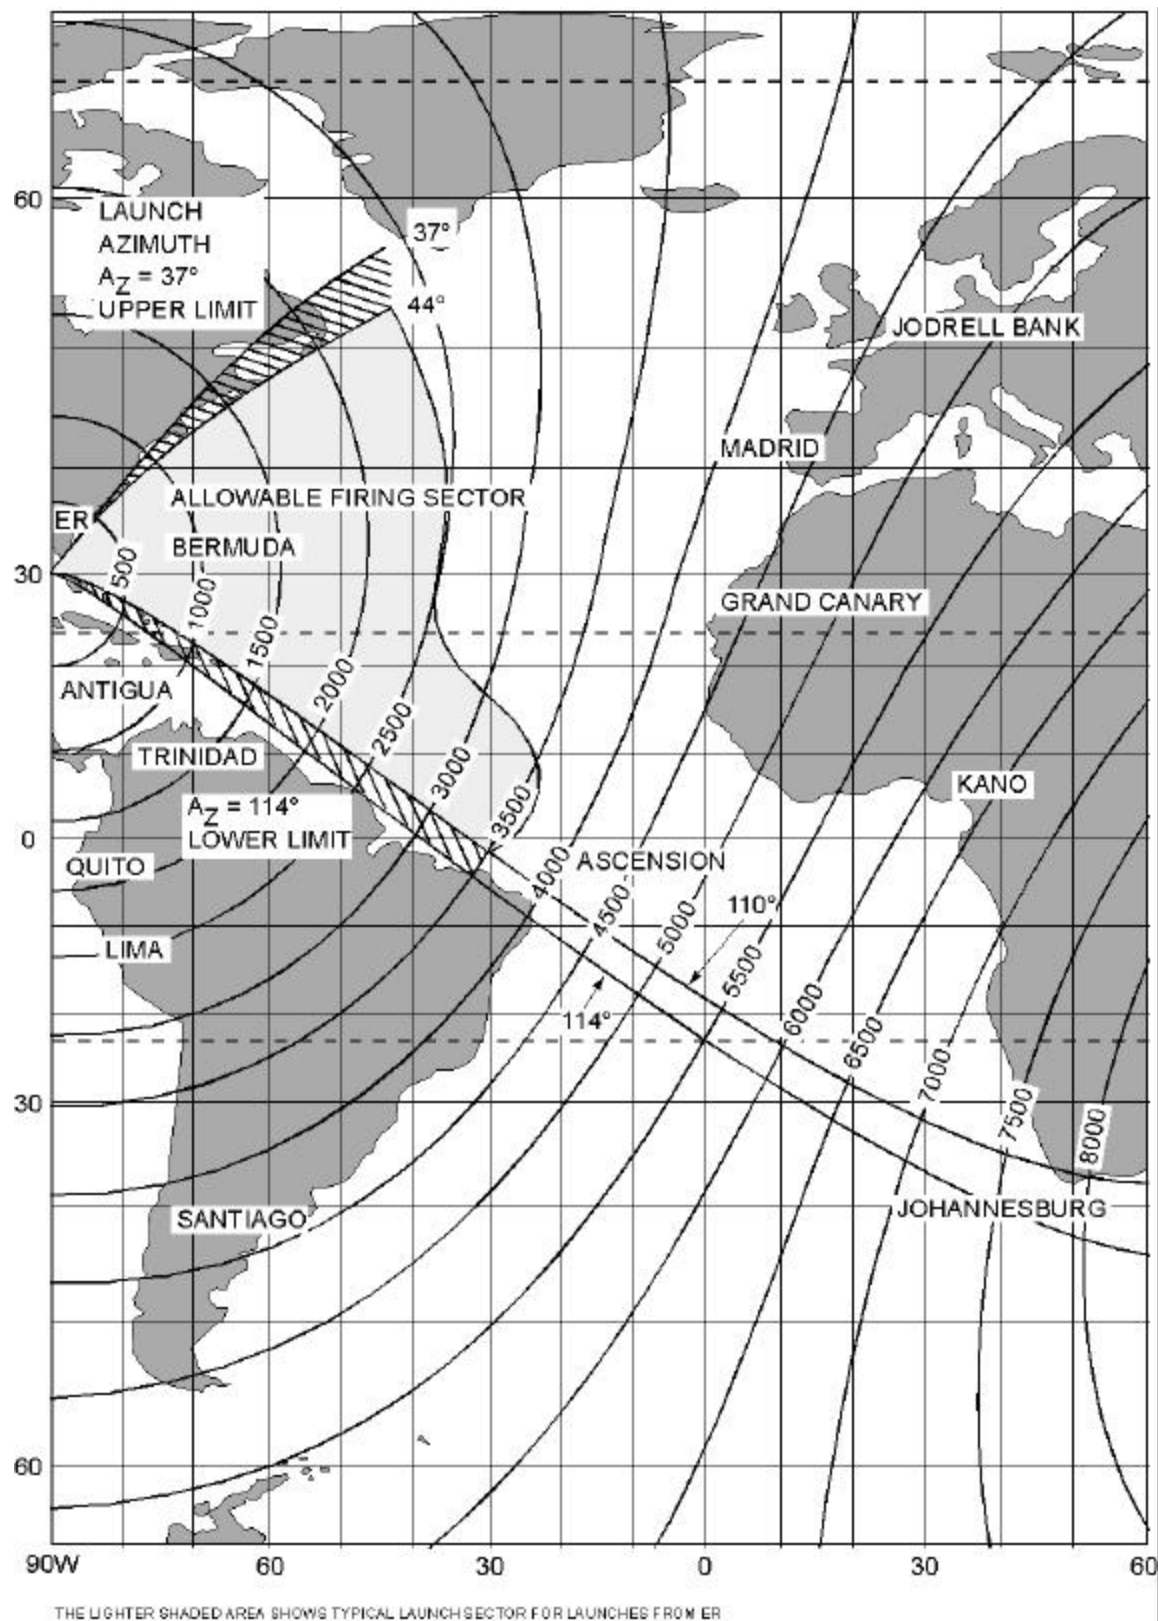 60
LAUNCH
AZIMUTH
AZ = 37°
UPPER LIMIT
37°
44°
JODRELL BANK
MADRID
ALLOWABLE FIRING SECTOR
ER
BERMUDA
30
500
1000
1500
2000
2500
3000
3500
4000
4500
5000
5500
6000
6500
7000
7500
8000
GRAND CANARY
ANTIGUA
TRINIDAD
KANO
AZ = 114°
LOWER LIMIT
0
QUITO
ASCENSION
110°
LIMA
114°
30
SANTIAGO
JOHANNESBURG
60
90W
60
30
0
30
60
THE LIGHTER SHADED AREA SHOWS TYPICAL LAUNCH SECTOR FOR LAUNCHES FROM ER